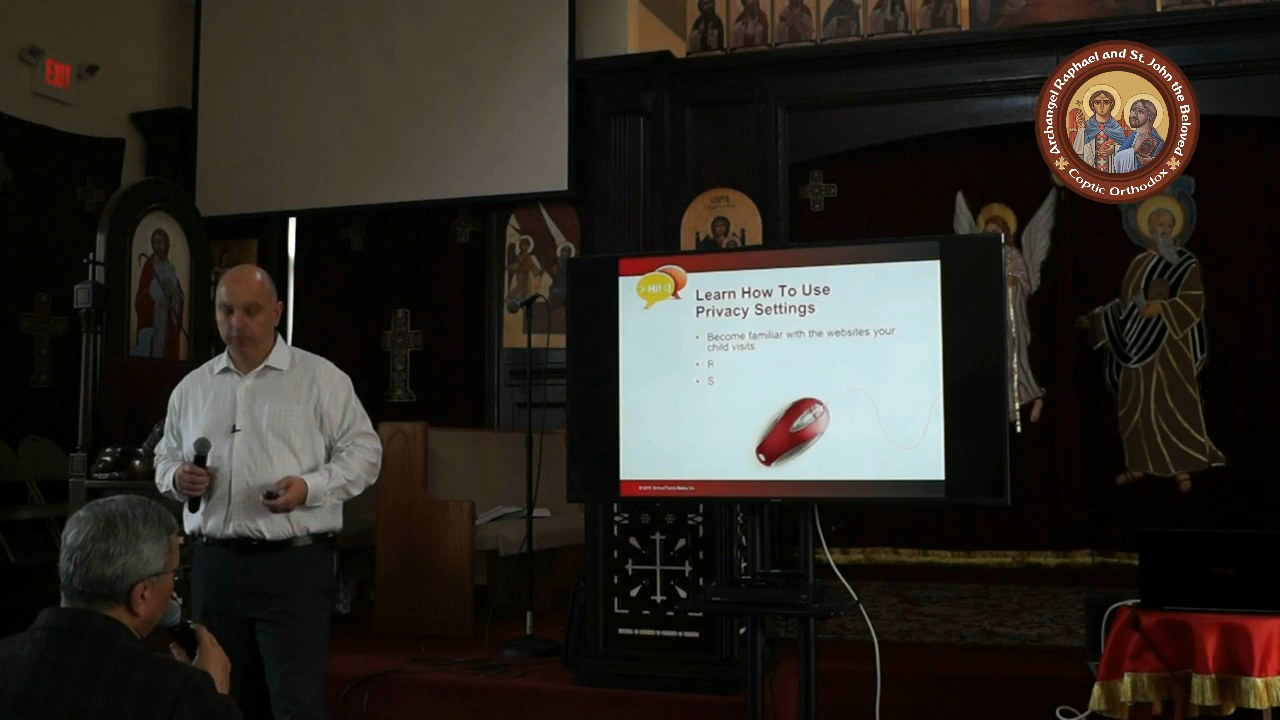 EXIT
Archangel Raphael and St. John the Beloved
Coptic Orthodox
> Hi! :)
Learn How To Use
Privacy Settings
• Become familiar with the websites your
child visits
• R
• S